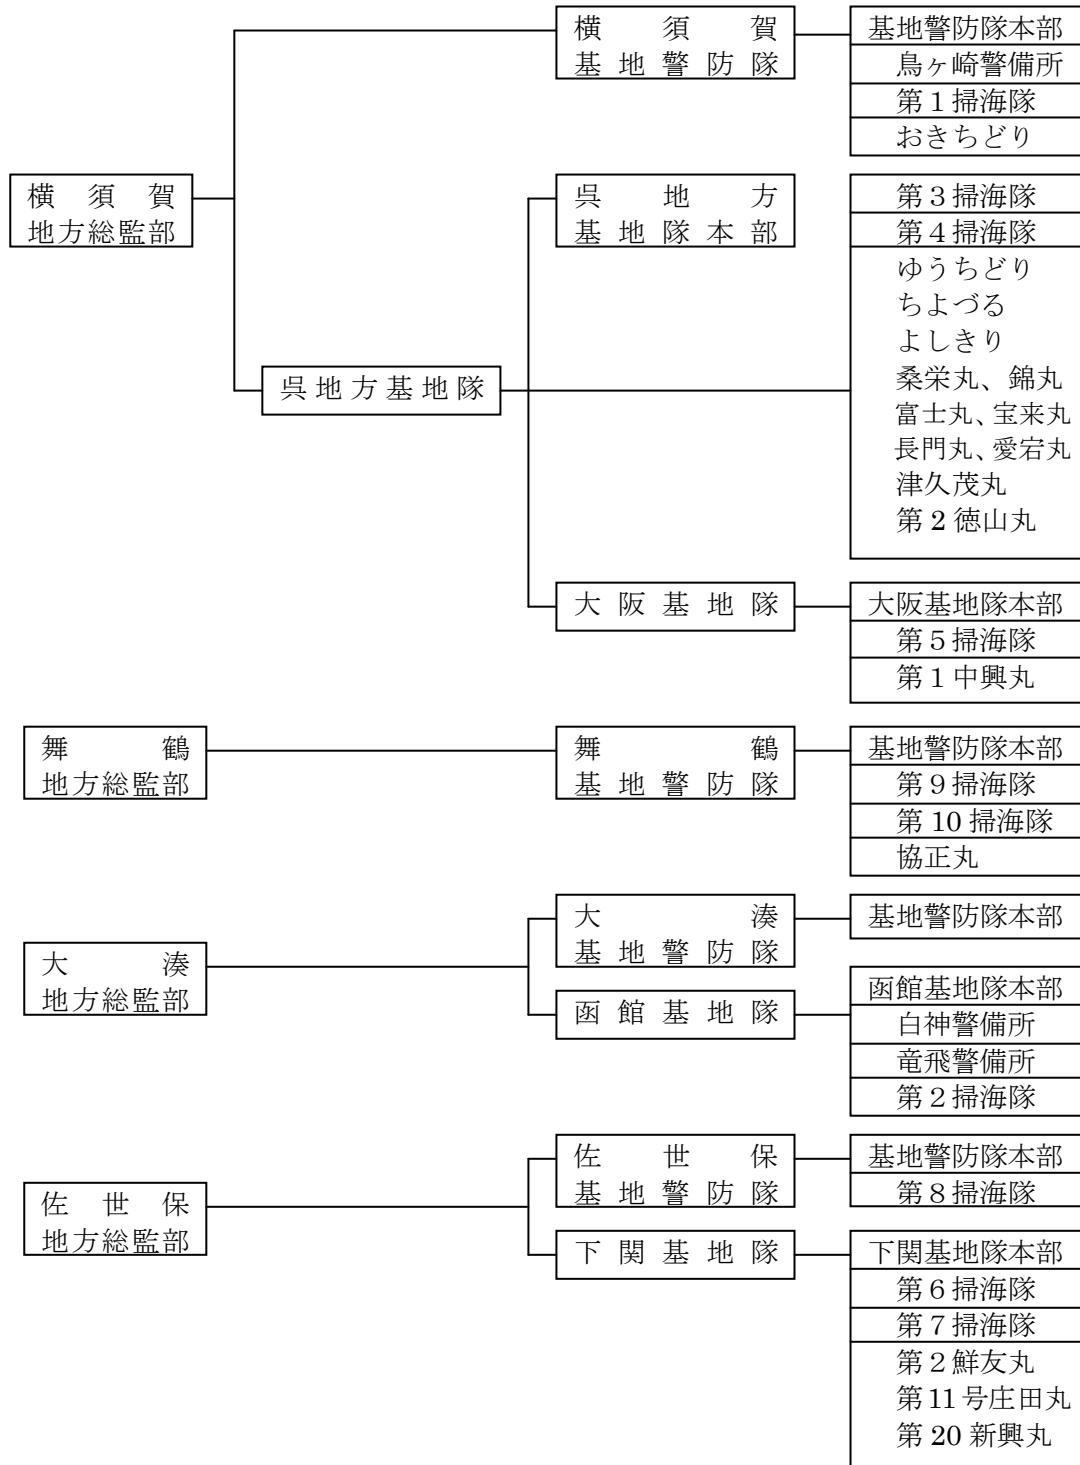 横須賀
地方総監部
横須賀
基地警防隊
基地警防隊本部
鳥ヶ崎警備所
第1掃海隊
おきちどり
呉地方基地隊
呉地方
基地隊本部
第3掃海隊
第4掃海隊
ゆうちどり
ちよづる
よしきり
桑栄丸、錦丸
富士丸、宝来丸
長門丸、愛宕丸
津久茂丸
第2徳山丸
大阪基地隊
大阪基地隊本部
第5掃海隊
第1中興丸
舞鶴
地方総監部
舞鶴
基地警防隊
基地警防隊本部
第9掃海隊
第10掃海隊
協正丸
大湊
地方総監部
大湊
基地警防隊
基地警防隊本部
函館基地隊
函館基地隊本部
白神警備所
竜飛警備所
第2掃海隊
佐世保
地方総監部
佐世保
基地警防隊
基地警防隊本部
第8掃海隊
下関基地隊
下関基地隊本部
第6掃海隊
第7掃海隊
第2鮮友丸
第11号庄田丸
第20新興丸